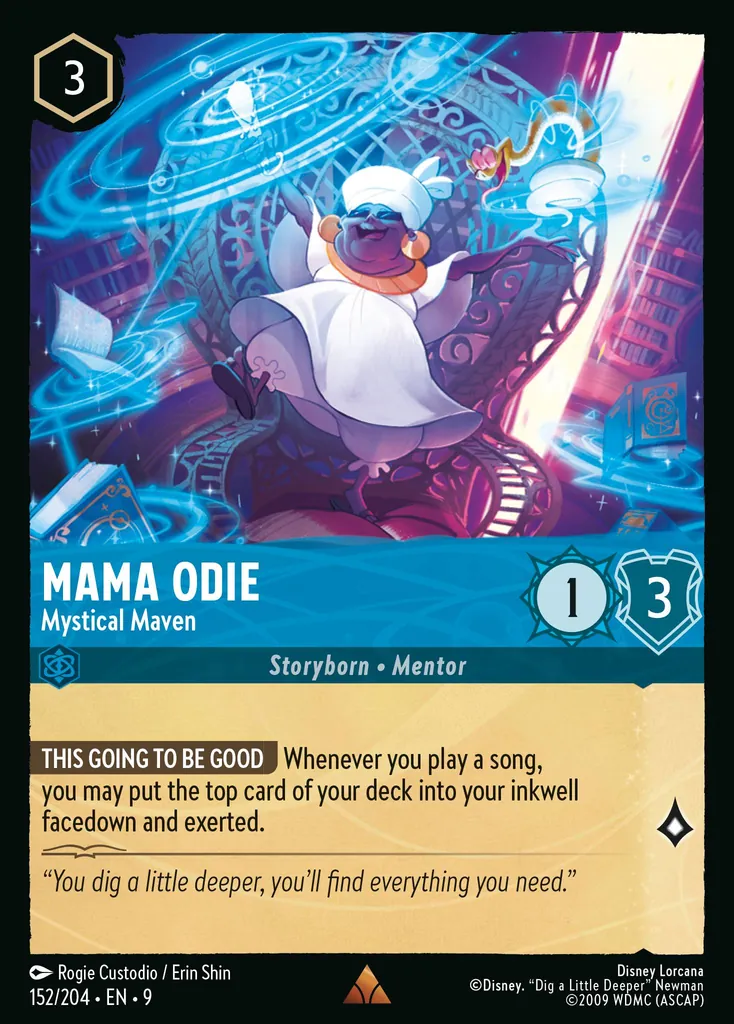 3
MAMA ODIE
Mystical Maven
1
3
Storyborn • Mentor
THIS GOING TO BE GOOD Whenever you play a song,
you may put the top card of your deck into your inkwell
facedown and exerted.
“You dig a little deeper, you’ll find everything you need.”
Rogie Custodio / Erin Shin
152/204 • EN • 9
Disney Lorcana
©Disney. “Dig a Little Deeper” Newman
©2009 WDMC (ASCAP)